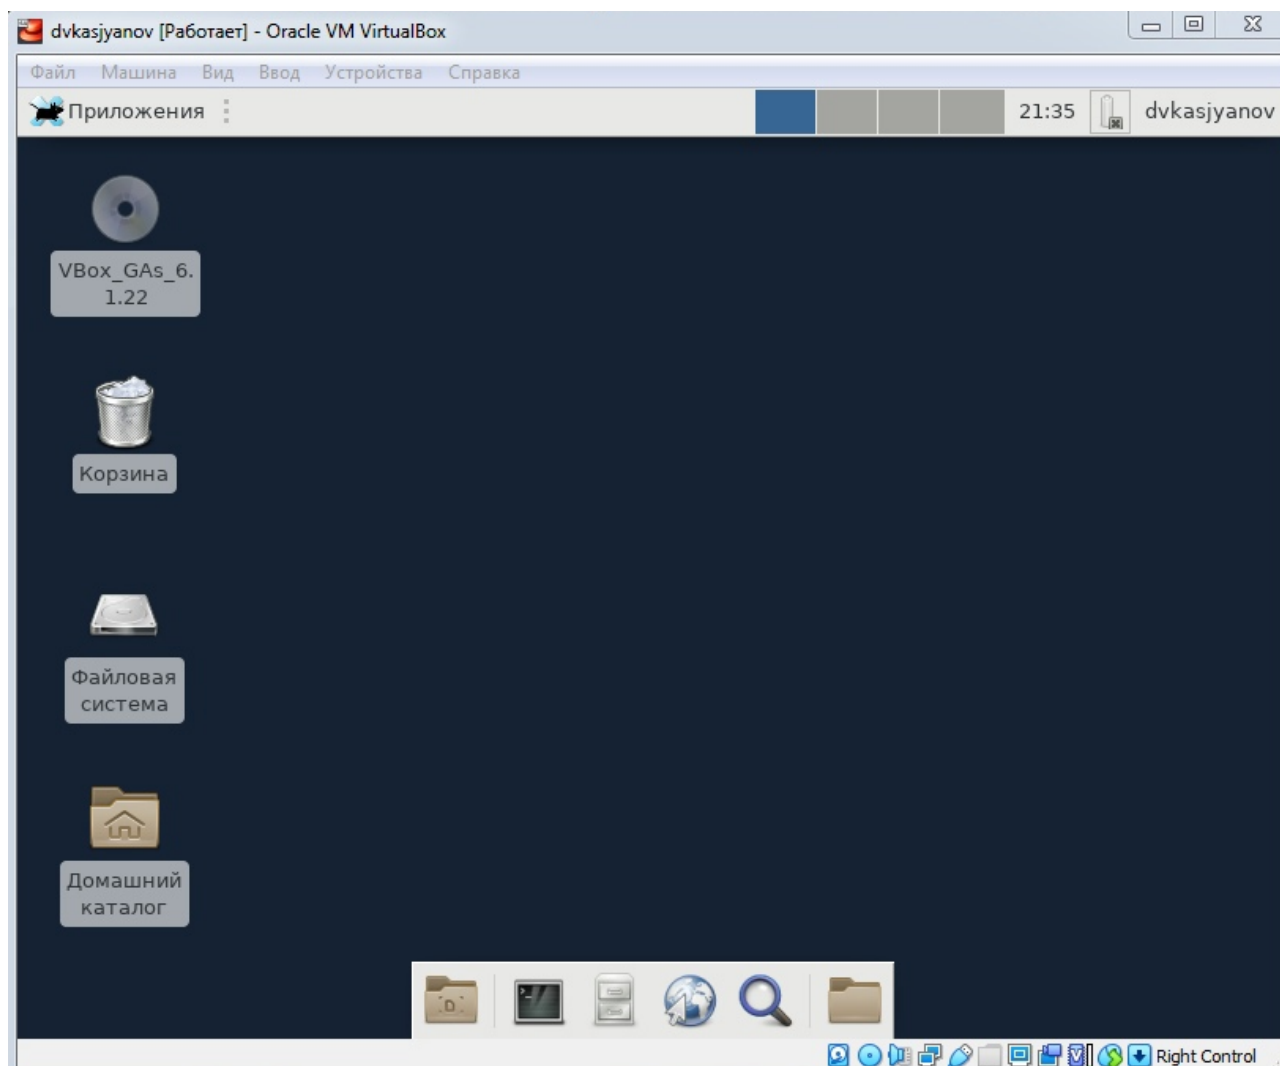 dvkasjyanov [Работает] - Oracle VM VirtualBox
Файл Машина Вид Ввод Устройства Справка
Приложения 21:35 dvkasjyanov
VBox_GAs_6.
1.22
Корзина
Файловая
система
Домашний
каталог
Right Control